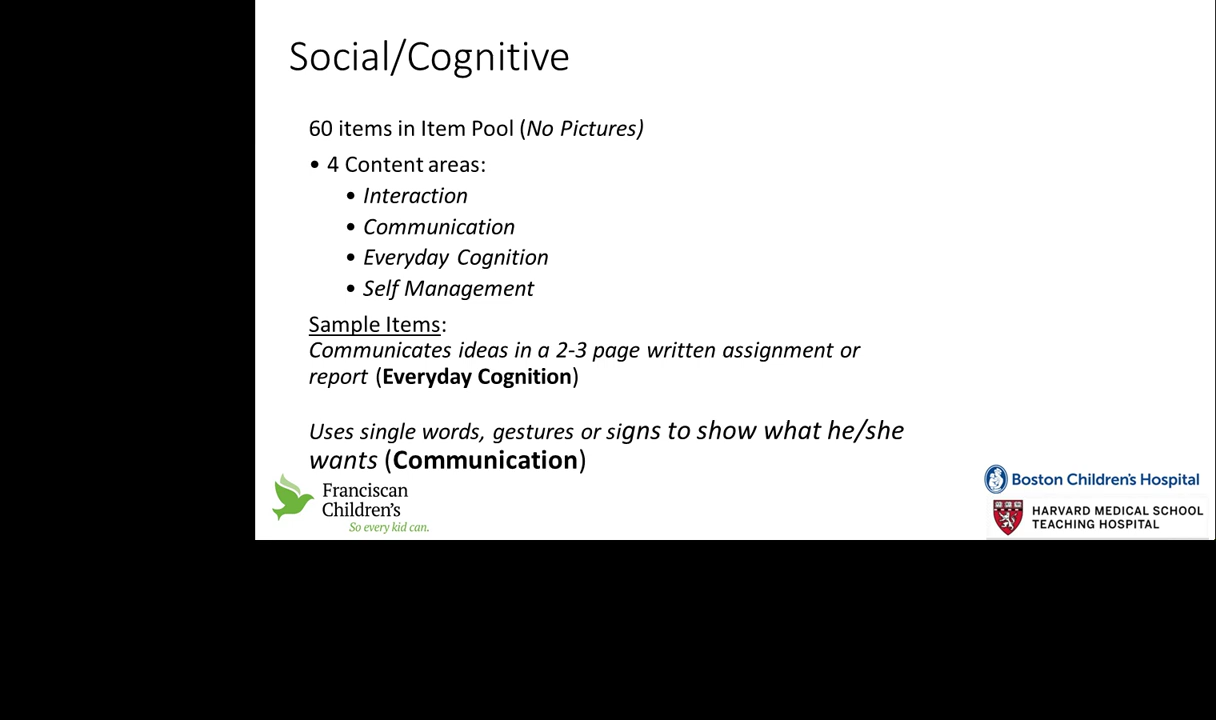 Social/Cognitive
60 items in Item Pool (No Pictures)
• 4 Content areas:
• Interaction
• Communication
• Everyday Cognition
• Self Management
Sample Items:
Communicates ideas in a 2-3 page written assignment or
report (Everyday Cognition)
Uses single words, gestures or signs to show what he/she
wants (Communication)
Franciscan
Children's
So every kid can.
Boston Children's Hospital
HARVARD MEDICAL SCHOOL
TEACHING HOSPITAL